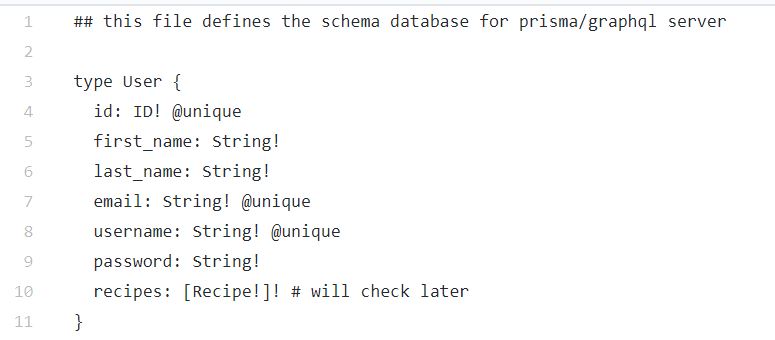 1 ## this file defines the schema database for prisma/graphql server
2
3 type User {
4 id: ID! @unique
5 first_name: String!
6 last_name: String!
7 email: String! @unique
8 username: String! @unique
9 password: String!
10 recipes: [Recipe!]! # will check later
11 }